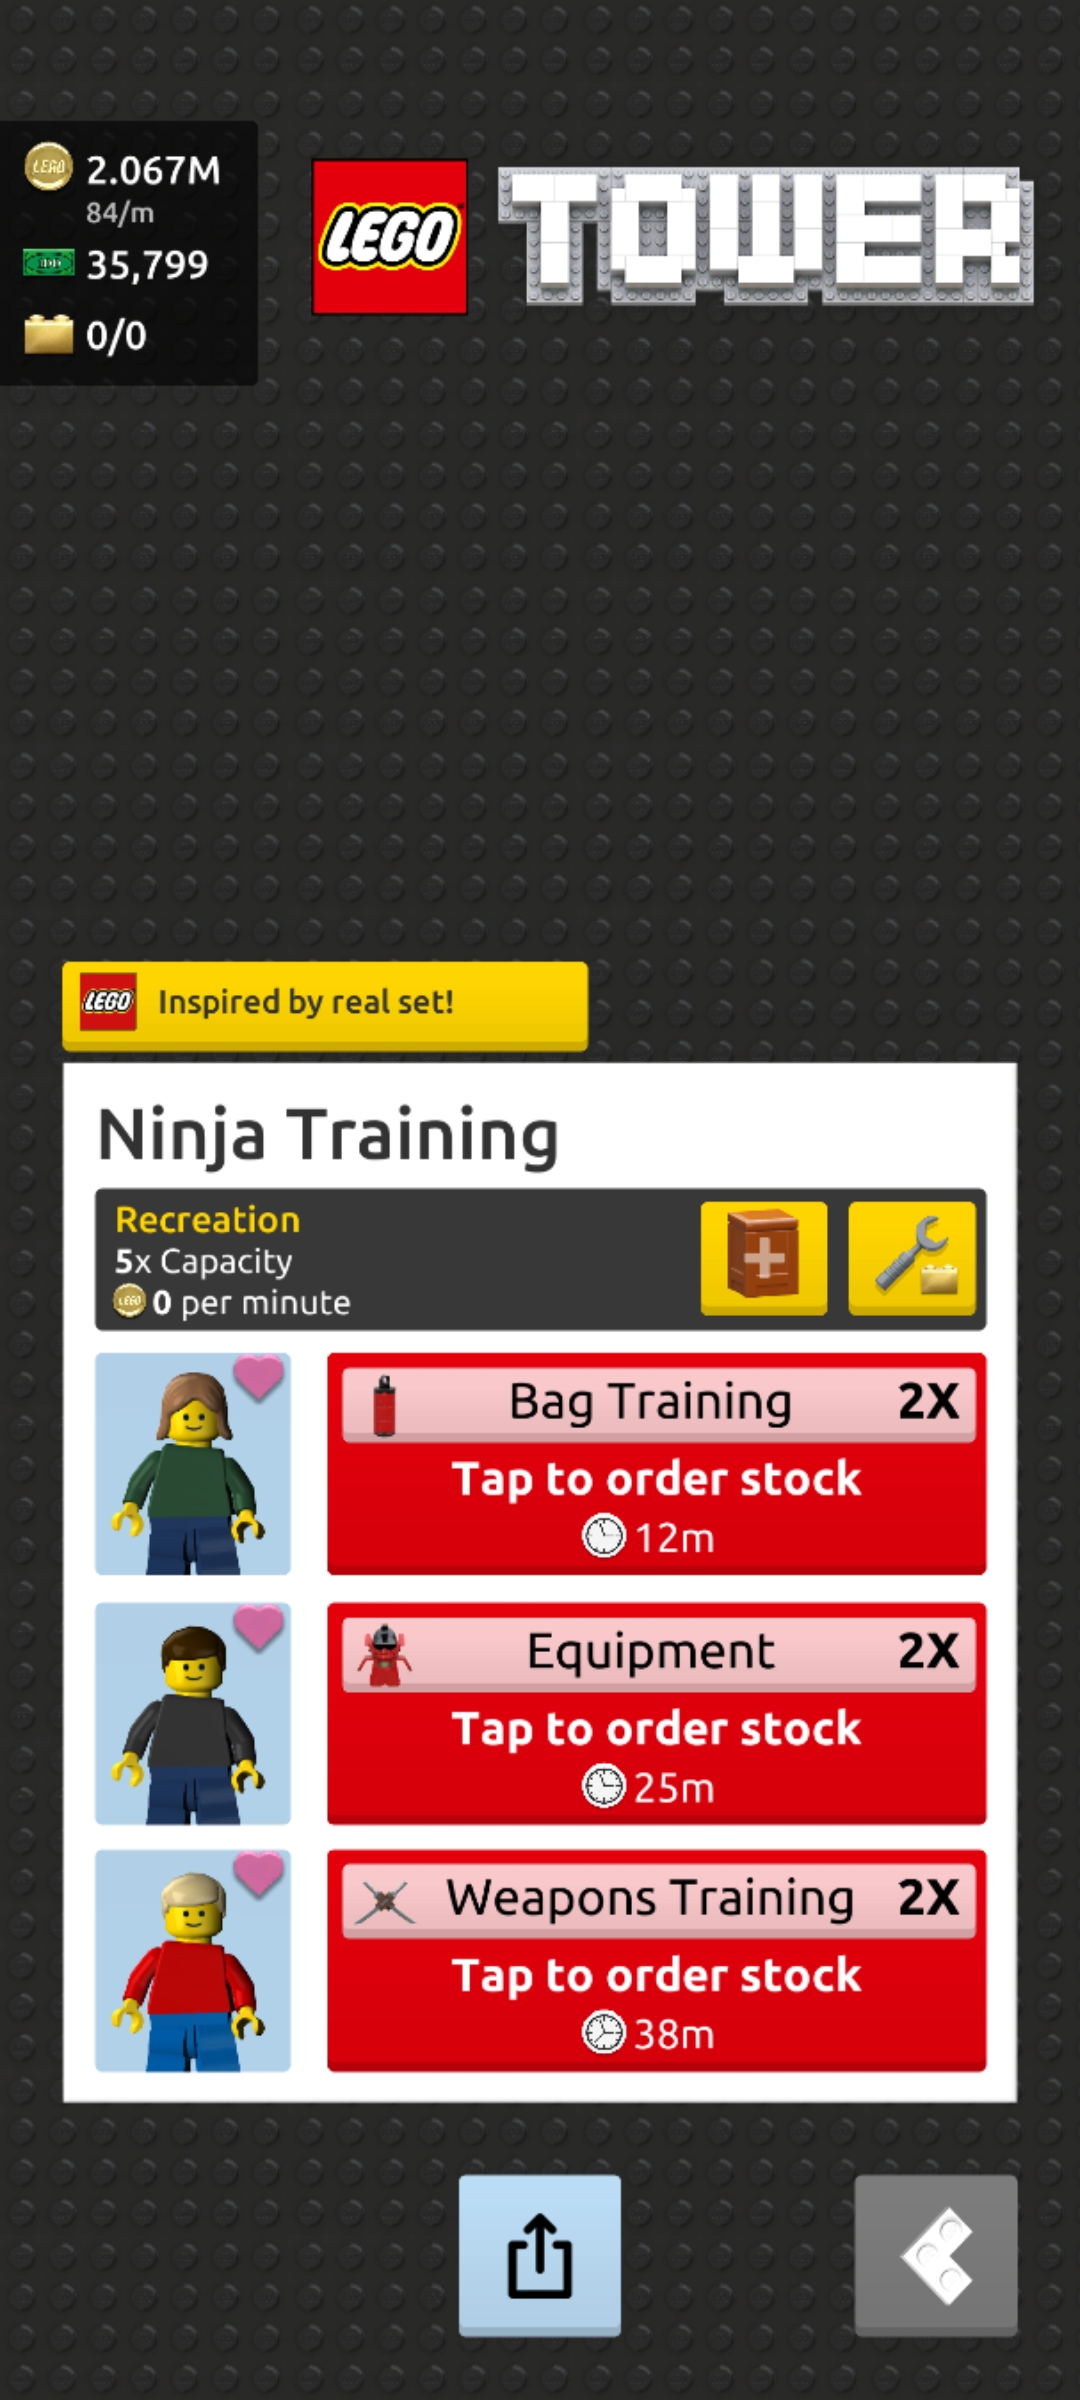 2.067M
84/m
35,799
0/0
LEGO TOWER
LEGO Inspired by real set!
Ninja Training
Recreation
5x Capacity
0 per minute
Bag Training 2X
Tap to order stock
12m
Equipment 2X
Tap to order stock
25m
Weapons Training 2X
Tap to order stock
38m